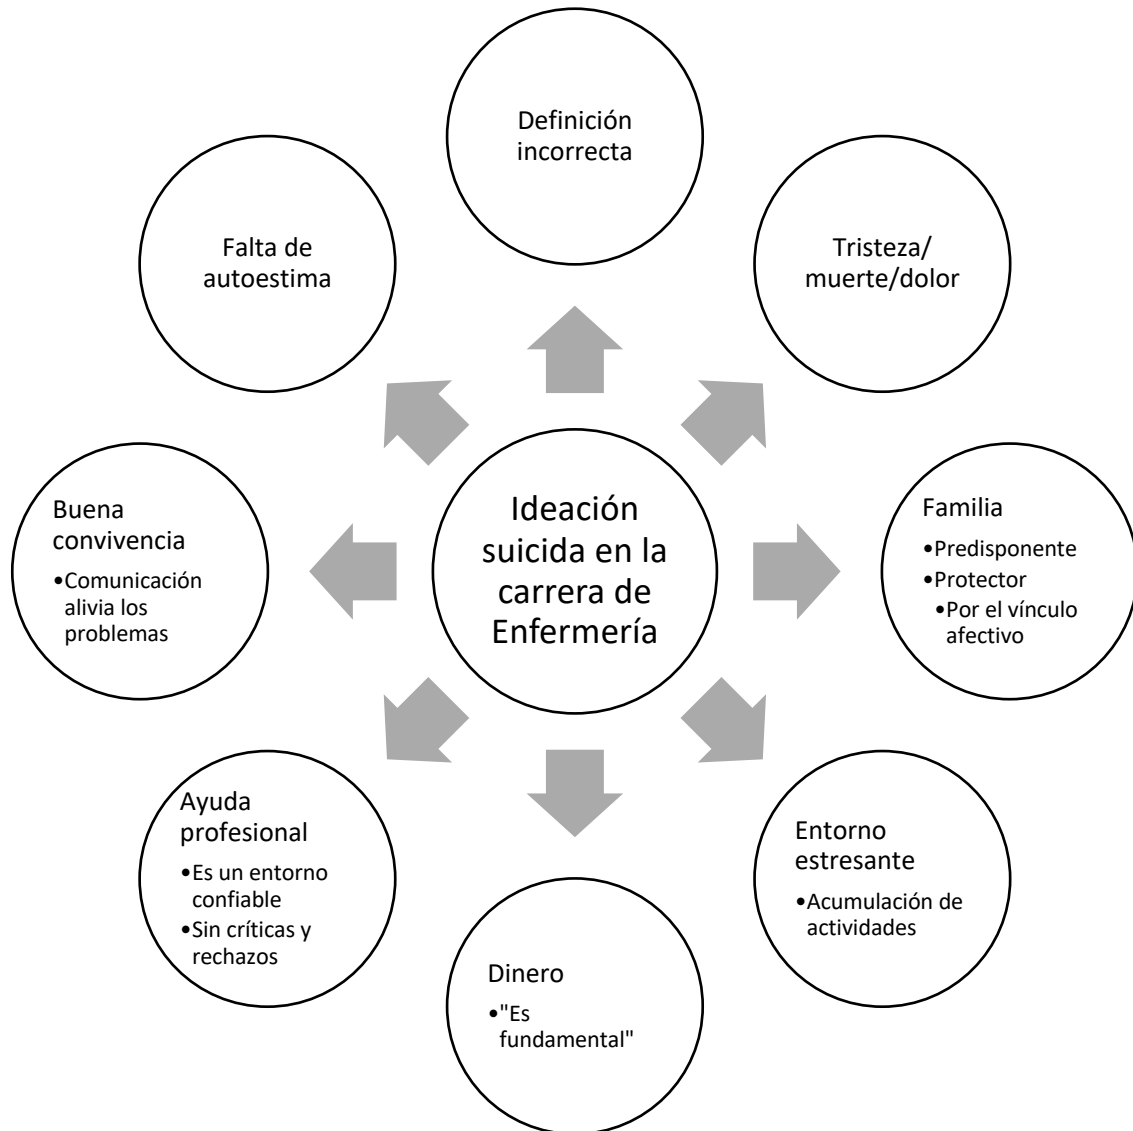 Definición
incorrecta
Tristeza/
muerte/dolor
Familia
•Predisponente
•Protector
•Por el vínculo
afectivo
Entorno
estresante
•Acumulación de
actividades
Dinero
•"Es
fundamental"
Ayuda
profesional
•Es un entorno
confiable
•Sin críticas y
rechazos
Buena
convivencia
•Comunicación
alivia los
problemas
Falta de
autoestima
Ideación
suicida en la
carrera de
Enfermería